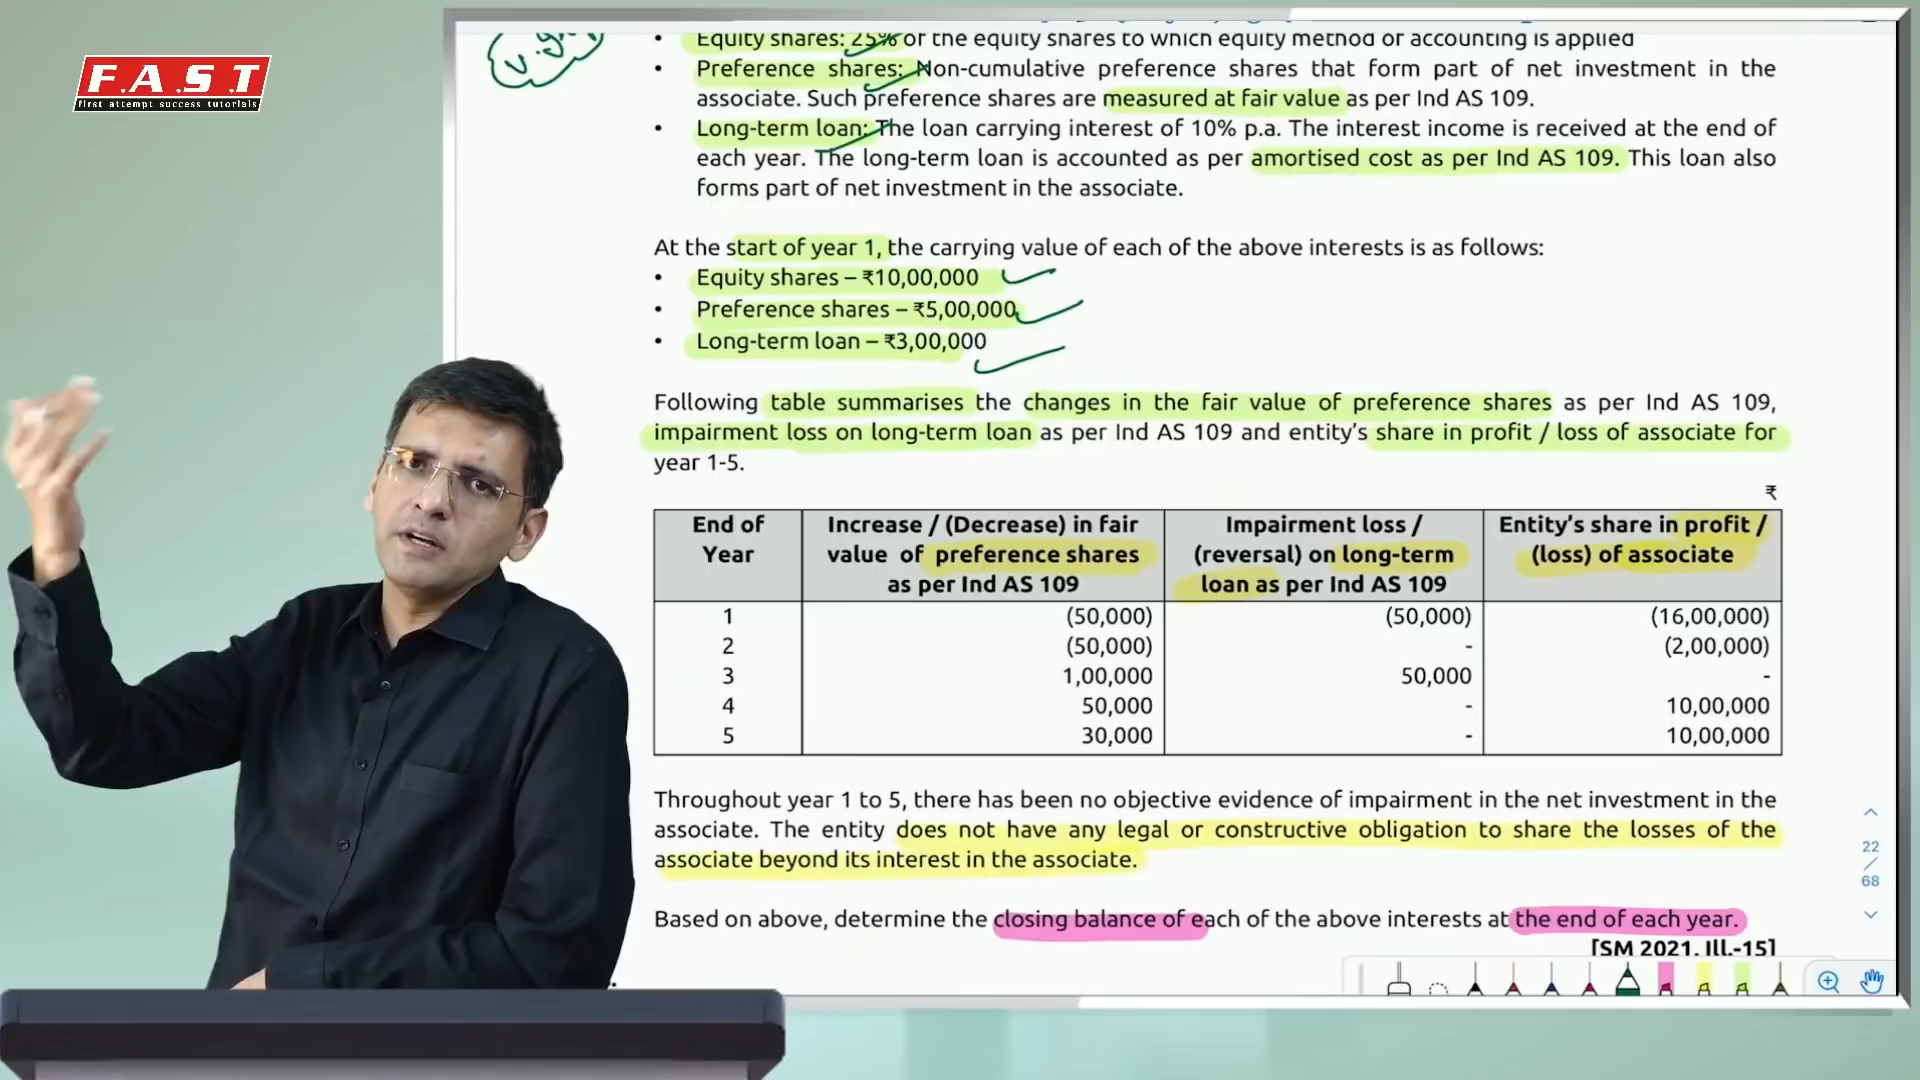 F.A.S.T
first attempt success tutorials
• Equity shares: 25% of the equity shares to which equity method of accounting is applied
• Preference shares: Non-cumulative preference shares that form part of net investment in the
associate. Such preference shares are measured at fair value as per Ind AS 109.
• Long-term loan: The loan carrying interest of 10% p.a. The interest income is received at the end of
each year. The long-term loan is accounted as per amortised cost as per Ind AS 109. This loan also
forms part of net investment in the associate.
At the start of year 1, the carrying value of each of the above interests is as follows:
• Equity shares – ₹10,00,000
• Preference shares – ₹5,00,000
• Long-term loan – ₹3,00,000
Following table summarises the changes in the fair value of preference shares as per Ind AS 109,
impairment loss on long-term loan as per Ind AS 109 and entity's share in profit / loss of associate for
year 1-5.
₹
End of Year | Increase / (Decrease) in fair value of preference shares as per Ind AS 109 | Impairment loss / (reversal) on long-term loan as per Ind AS 109 | Entity's share in profit / (loss) of associate
1 | (50,000) | (50,000) | (16,00,000)
2 | (50,000) | - | (2,00,000)
3 | 1,00,000 | 50,000 | -
4 | 50,000 | - | 10,00,000
5 | 30,000 | - | 10,00,000
Throughout year 1 to 5, there has been no objective evidence of impairment in the net investment in the
associate. The entity does not have any legal or constructive obligation to share the losses of the
associate beyond its interest in the associate.
Based on above, determine the closing balance of each of the above interests at the end of each year.
[SM 2021, Ill.-15]
22
/
68